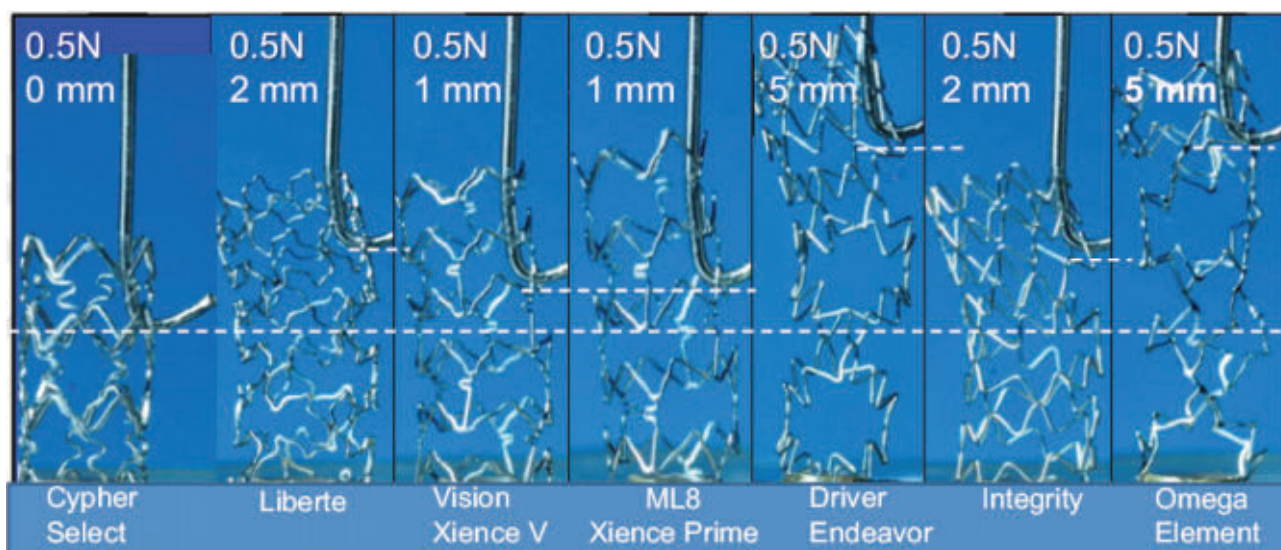 0.5N
0 mm
0.5N
2 mm
0.5N
1 mm
0.5N
1 mm
0.5N
5 mm
0.5N
2 mm
0.5N
5 mm
Cypher
Select
Liberte
Vision
Xience V
ML8
Xience Prime
Driver
Endeavor
Integrity
Omega
Element